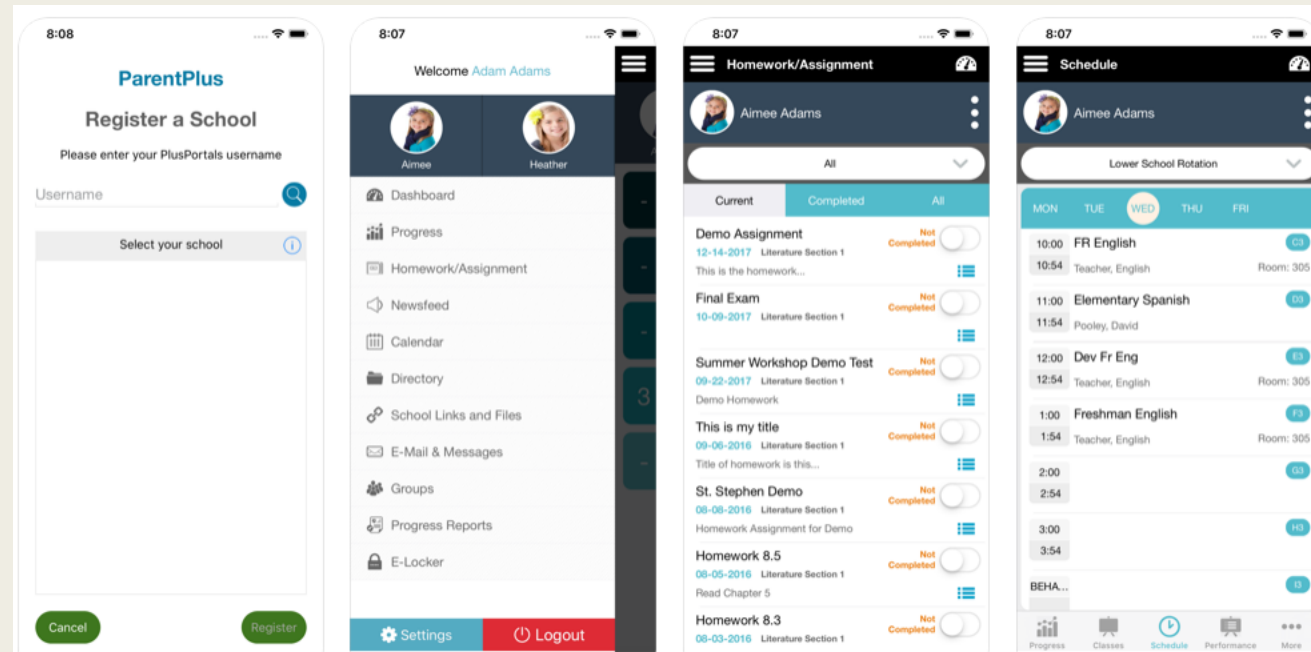 8:08
ParentPlus
Register a School
Please enter your PlusPortals username
Username
Select your school
Cancel
Register
8:07
Welcome Adam Adams
Aimee
Heather
Dashboard
Progress
Homework/Assignment
Newsfeed
Calendar
Directory
School Links and Files
E-Mail & Messages
Groups
Progress Reports
E-Locker
3
Settings
Logout
8:07
Homework/Assignment
Aimee Adams
All
Current
Completed
All
Demo Assignment
Not
Completed
12-14-2017 Literature Section 1
This is the homework...
Final Exam
Not
Completed
10-09-2017 Literature Section 1
Summer Workshop Demo Test
Not
Completed
09-22-2017 Literature Section 1
Demo Homework
This is my title
Not
Completed
09-06-2016 Literature Section 1
Title of homework is this...
St. Stephen Demo
Not
Completed
08-08-2016 Literature Section 1
Homework Assignment for Demo
Homework 8.5
Not
Completed
08-05-2016 Literature Section 1
Read Chapter 5
Homework 8.3
Not
Completed
08-03-2016 Literature Section 1
8:07
Schedule
Aimee Adams
Lower School Rotation
MON TUE WED THU FRI
10:00 FR English C3
10:54 Teacher, English Room: 305
11:00 Elementary Spanish D3
11:54 Pooley, David
12:00 Dev Fr Eng E3
12:54 Teacher, English Room: 305
1:00 Freshman English F3
1:54 Teacher, English Room: 305
2:00 G3
2:54
3:00 H3
3:54
BEHA... I3
Progress Classes Schedule Performance More